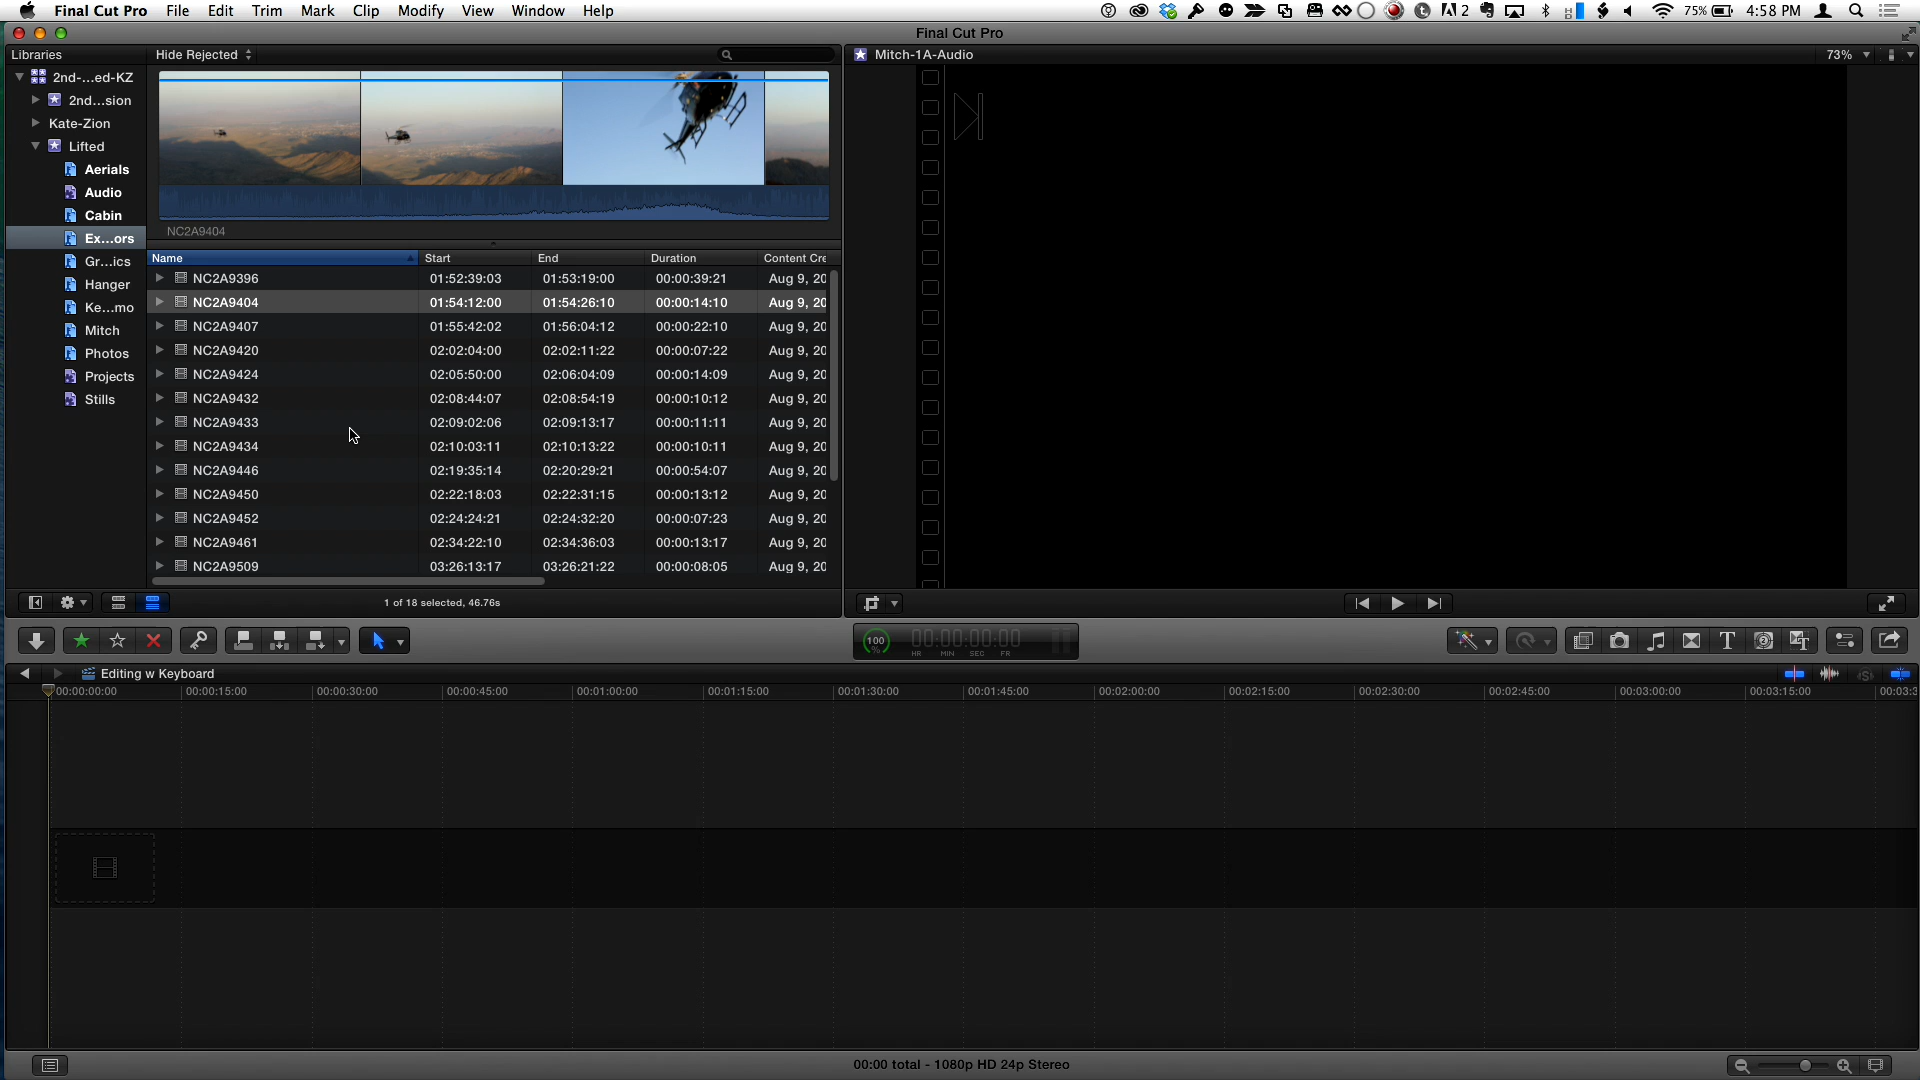 Final Cut Pro File Edit Trim Mark Clip Modify View Window Help 2 75% 4:58 PM
Final Cut Pro
Libraries Hide Rejected Mitch-1A-Audio 73%
2nd-...ed-KZ
2nd...sion
Kate-Zion
Lifted
Aerials
Audio
Cabin
Ex...ors
Gr...ics
Hanger
Ke...mo
Mitch
Photos
Projects
Stills
NC2A9404
Name Start End Duration Content Cre
NC2A9396 01:52:39:03 01:53:19:00 00:00:39:21 Aug 9, 20
NC2A9404 01:54:12:00 01:54:26:10 00:00:14:10 Aug 9, 20
NC2A9407 01:55:42:02 01:56:04:12 00:00:22:10 Aug 9, 20
NC2A9420 02:02:04:00 02:02:11:22 00:00:07:22 Aug 9, 20
NC2A9424 02:05:50:00 02:06:04:09 00:00:14:09 Aug 9, 20
NC2A9432 02:08:44:07 02:08:54:19 00:00:10:12 Aug 9, 20
NC2A9433 02:09:02:06 02:09:13:17 00:00:11:11 Aug 9, 20
NC2A9434 02:10:03:11 02:10:13:22 00:00:10:11 Aug 9, 20
NC2A9446 02:19:35:14 02:20:29:21 00:00:54:07 Aug 9, 20
NC2A9450 02:22:18:03 02:22:31:15 00:00:13:12 Aug 9, 20
NC2A9452 02:24:24:21 02:24:32:20 00:00:07:23 Aug 9, 20
NC2A9461 02:34:22:10 02:34:36:03 00:00:13:17 Aug 9, 20
NC2A9509 03:26:13:17 03:26:21:22 00:00:08:05 Aug 9, 20
1 of 18 selected, 46.76s
100 % 00:00:00:00
HR MIN SEC FR
Editing w Keyboard
00:00:00:00 00:00:15:00 00:00:30:00 00:00:45:00 00:01:00:00 00:01:15:00 00:01:30:00 00:01:45:00 00:02:00:00 00:02:15:00 00:02:30:00 00:02:45:00 00:03:00:00 00:03:15:00 00:03:3
00:00 total - 1080p HD 24p Stereo